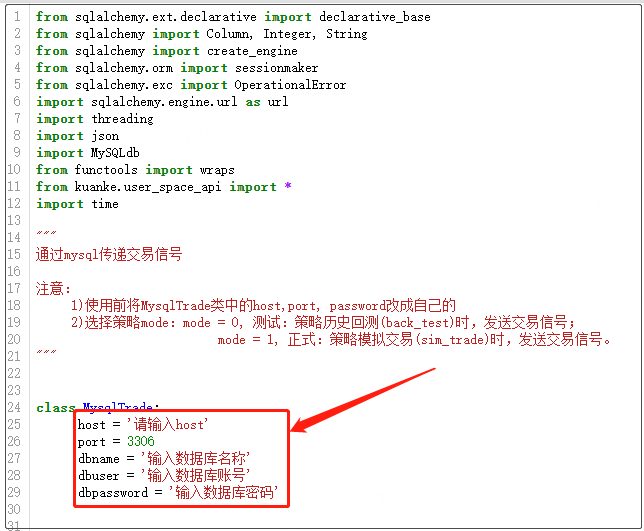 1 from sqlalchemy.ext.declarative import declarative_base
2 from sqlalchemy import Column, Integer, String
3 from sqlalchemy import create_engine
4 from sqlalchemy.orm import sessionmaker
5 from sqlalchemy.exc import OperationalError
6 import sqlalchemy.engine.url as url
7 import threading
8 import json
9 import MySQLdb
10 from functools import wraps
11 from kuanke.user_space_api import *
12 import time
13
14 """
15 通过mysql传递交易信号
16
17 注意:
18 1)使用前将MysqlTrade类中的host,port, password改成自己的
19 2)选择策略mode: mode = 0, 测试: 策略历史回测(back_test)时, 发送交易信号;
20 mode = 1, 正式: 策略模拟交易(sim_trade)时, 发送交易信号。
21 """
22
23
24 class MysqlTrade:
25 host = '请输入host'
26 port = 3306
27 dbname = '输入数据库名称'
28 dbuser = '输入数据库账号'
29 dbpassword = '输入数据库密码'
30
31